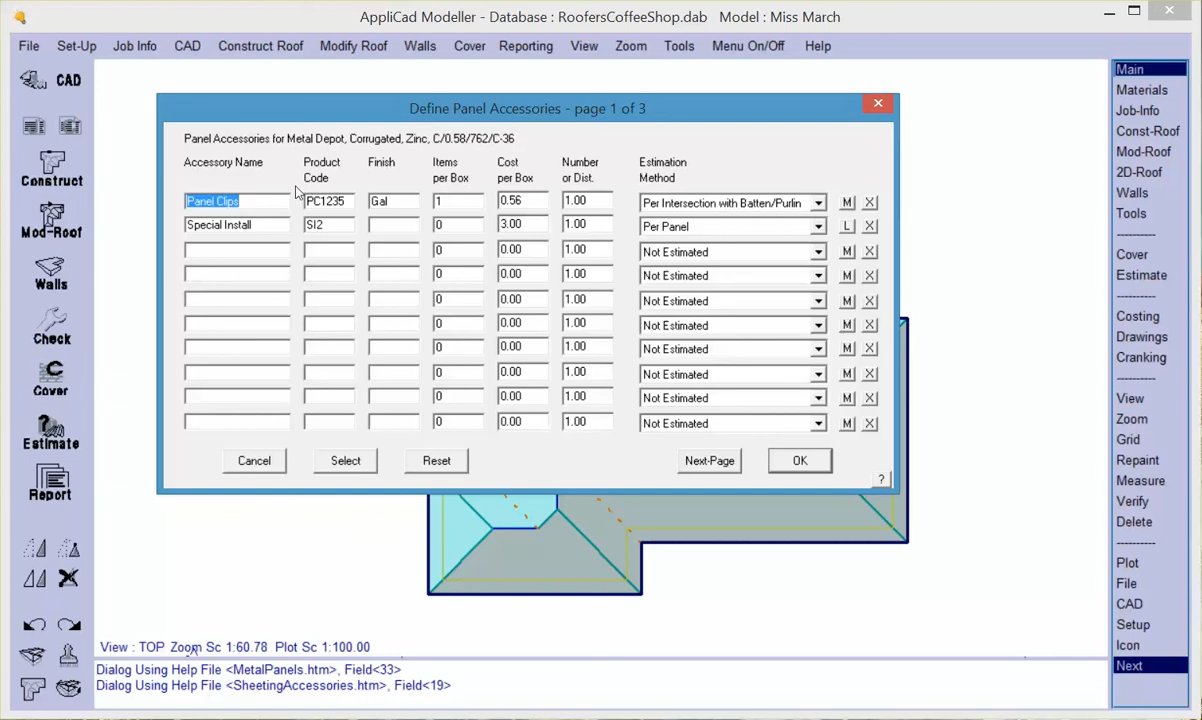 AppliCad Modeller - Database : RoofersCoffeeShop.dab Model : Miss March
File Set-Up Job Info CAD Construct Roof Modify Roof Walls Cover Reporting View Zoom Tools Menu On/Off Help
CAD
Construct
Mod-Roof
Walls
Check
Cover
Estimate
Report
Define Panel Accessories - page 1 of 3
Panel Accessories for Metal Depot, Corrugated, Zinc, C/0.58/762/C-36
Accessory Name Product Code Finish Items per Box Cost per Box Number or Dist. Estimation Method
Panel Clips PC1235 Gal 1 0.56 1.00 Per Intersection with Batten/Purlin M X
Special Install SI2 0 3.00 1.00 Per Panel L X
0 0.00 1.00 Not Estimated M X
0 0.00 1.00 Not Estimated M X
0 0.00 1.00 Not Estimated M X
0 0.00 1.00 Not Estimated M X
0 0.00 1.00 Not Estimated M X
0 0.00 1.00 Not Estimated M X
0 0.00 1.00 Not Estimated M X
0 0.00 1.00 Not Estimated M X
Cancel Select Reset Next-Page OK
?
View : TOP Zoom Sc 1:60.78 Plot Sc 1:100.00
Dialog Using Help File <MetalPanels.htm>, Field<33>
Dialog Using Help File <SheetingAccessories.htm>, Field<19>
Main
Materials
Job-Info
Const-Roof
Mod-Roof
2D-Roof
Walls
Tools
----------
Cover
Estimate
----------
Costing
Drawings
Cranking
----------
View
Zoom
Grid
Repaint
Measure
Verify
Delete
----------
Plot
File
CAD
Setup
Icon
Next